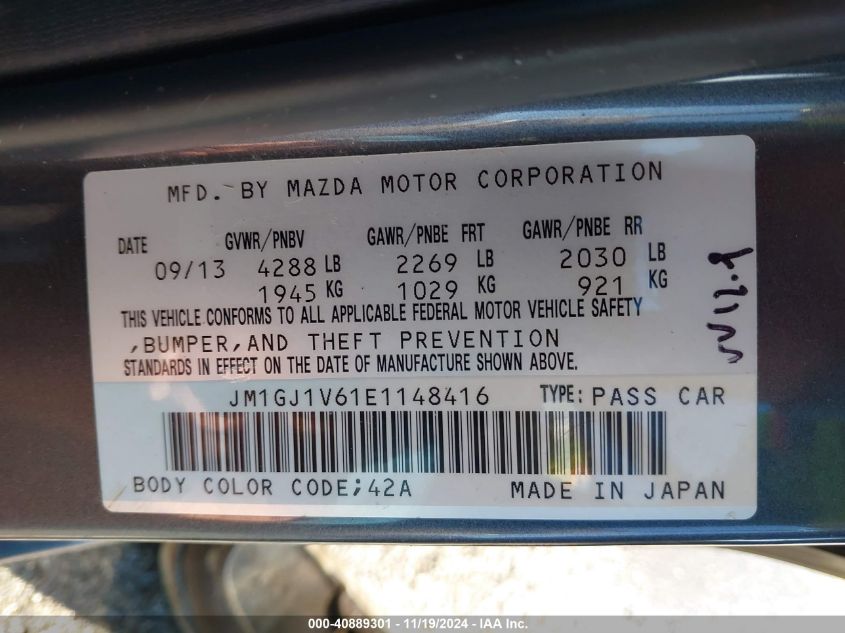 MFD. BY MAZDA MOTOR CORPORATION
DATE GVWR/PNBV GAWR/PNBE FRT GAWR/PNBE RR
09/13 4288 LB 2269 LB 2030 LB
1945 KG 1029 KG 921 KG
THIS VEHICLE CONFORMS TO ALL APPLICABLE FEDERAL MOTOR VEHICLE SAFETY
,BUMPER,AND THEFT PREVENTION
STANDARDS IN EFFECT ON THE DATE OF MANUFACTURE SHOWN ABOVE.
JM1GJ1V61E1148416 TYPE: PASS CAR
BODY COLOR CODE;42A MADE IN JAPAN
000-40889301 - 11/19/2024 - IAA Inc.